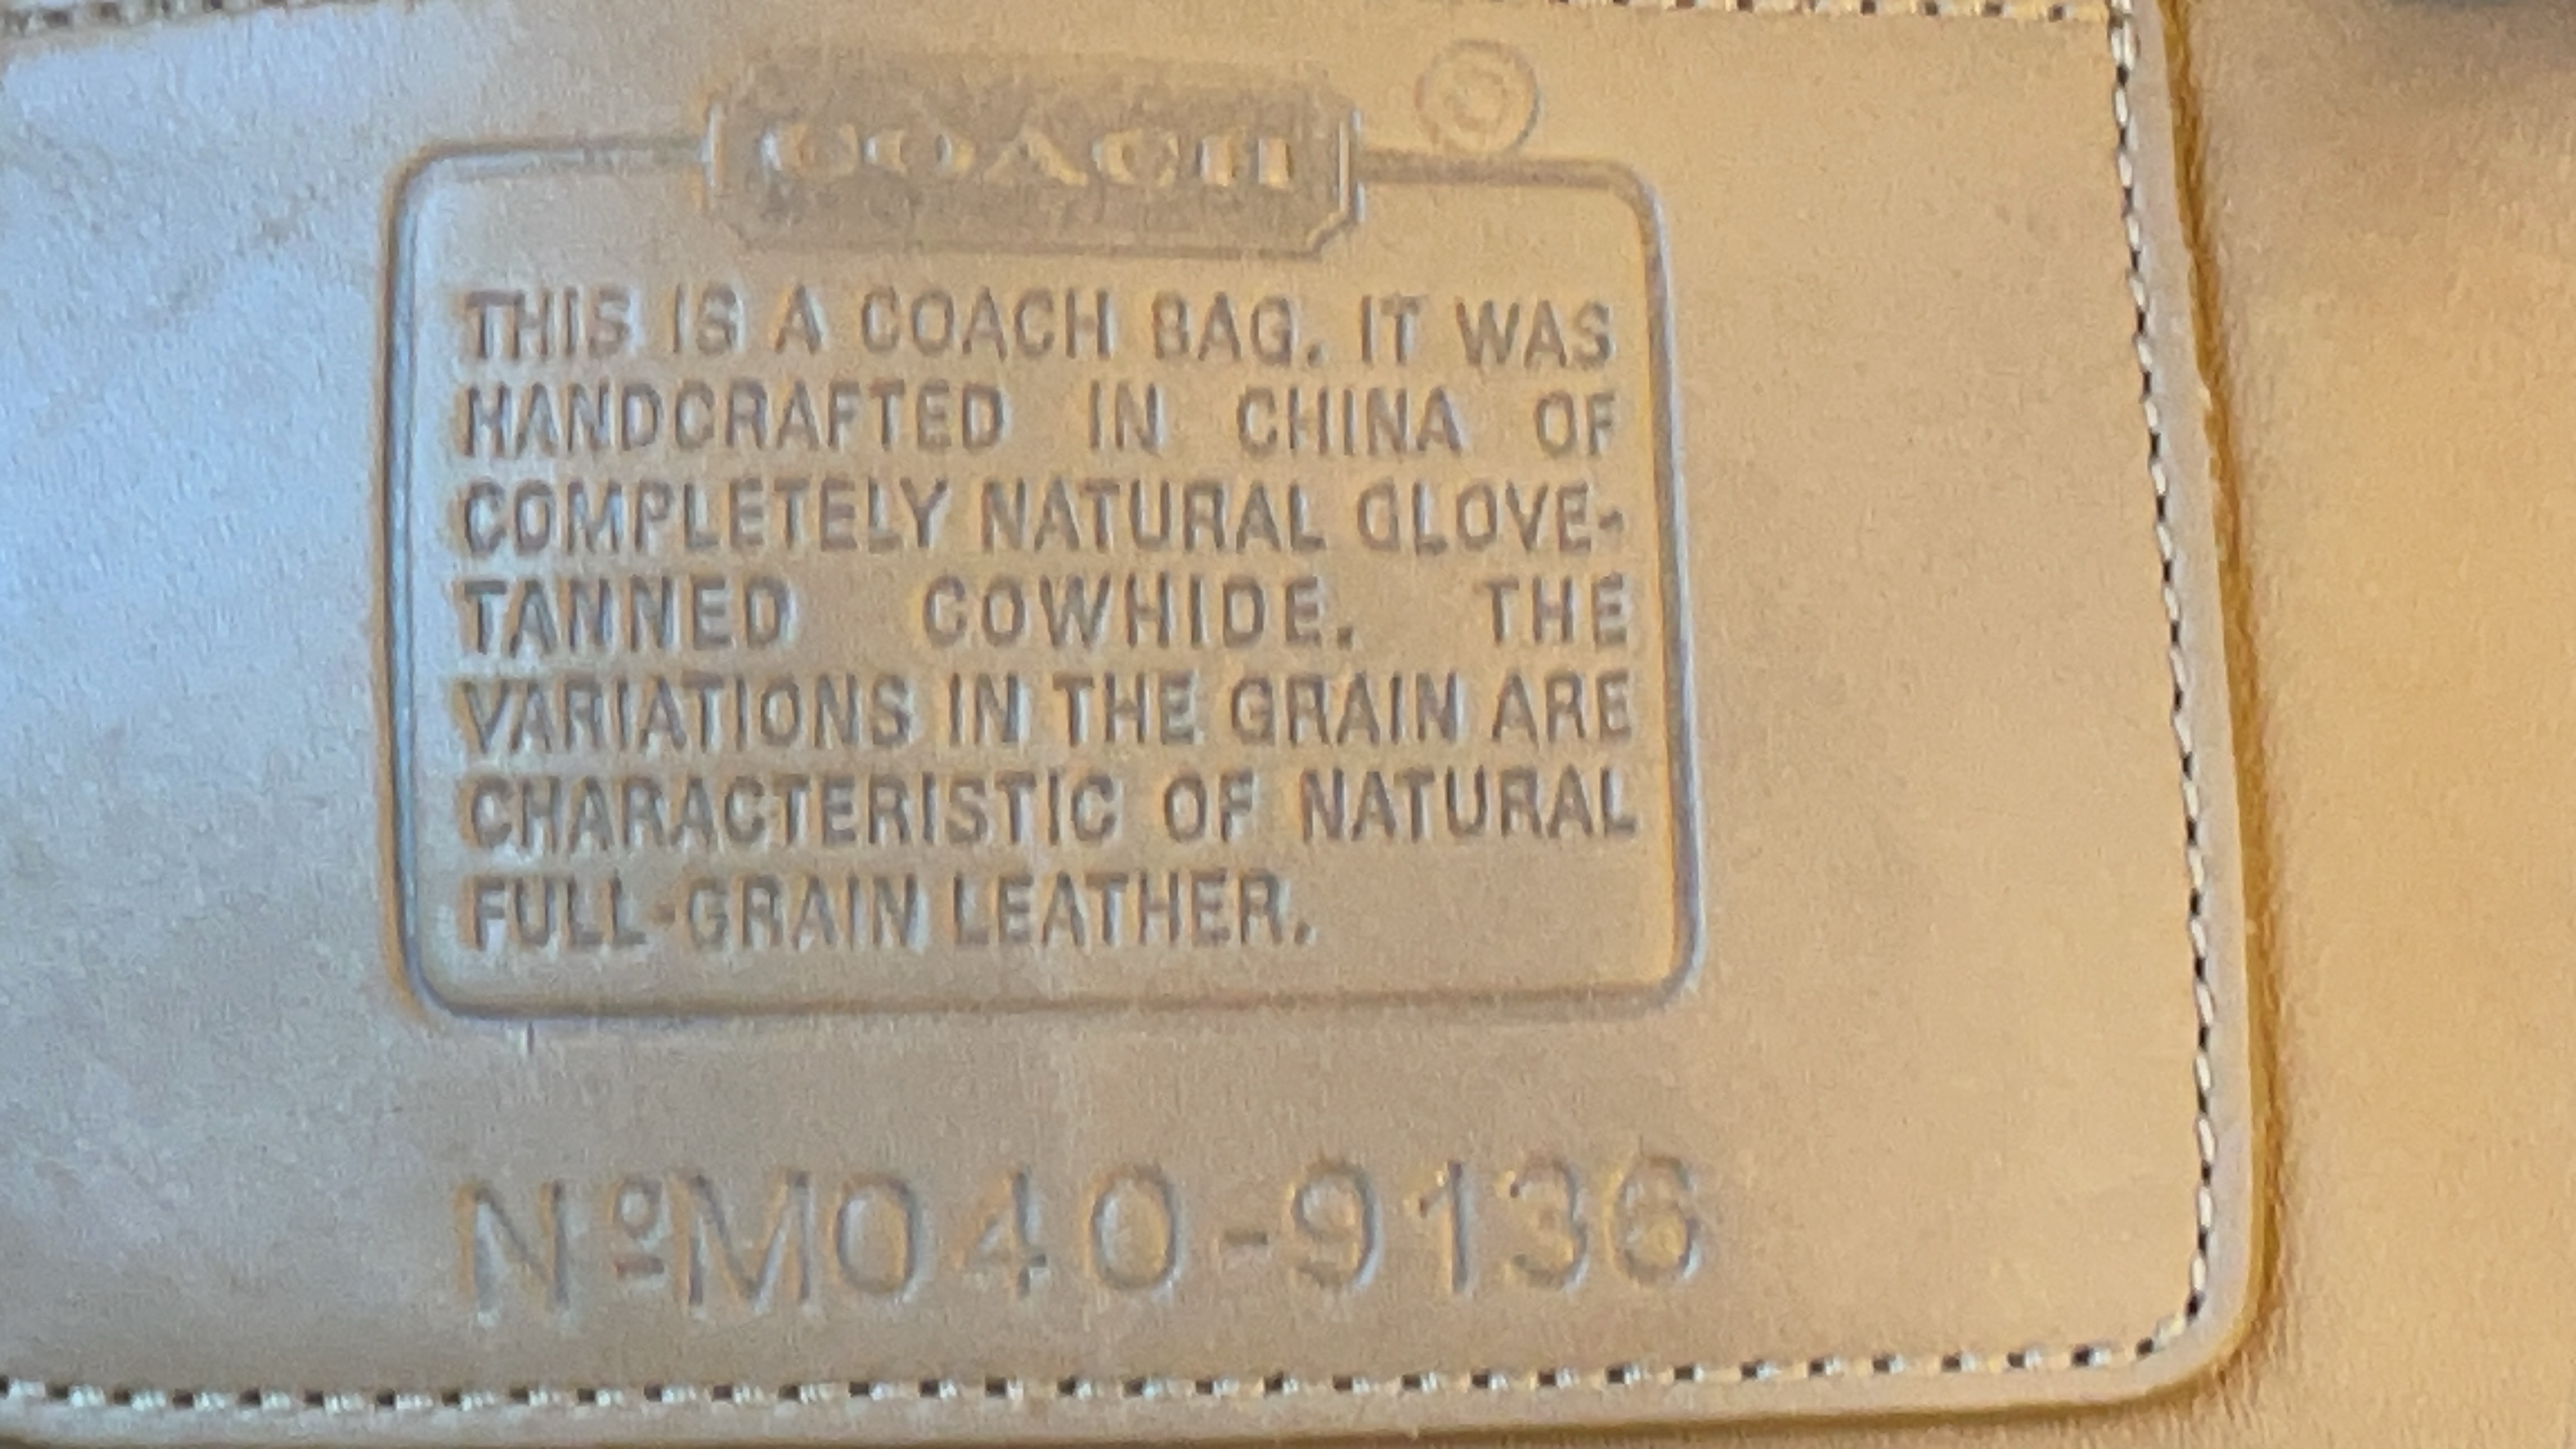 COACH ®
THIS IS A COACH BAG. IT WAS
HANDCRAFTED IN CHINA OF
COMPLETELY NATURAL GLOVE-
TANNED COWHIDE. THE
VARIATIONS IN THE GRAIN ARE
CHARACTERISTIC OF NATURAL
FULL-GRAIN LEATHER.
NºM040-9136